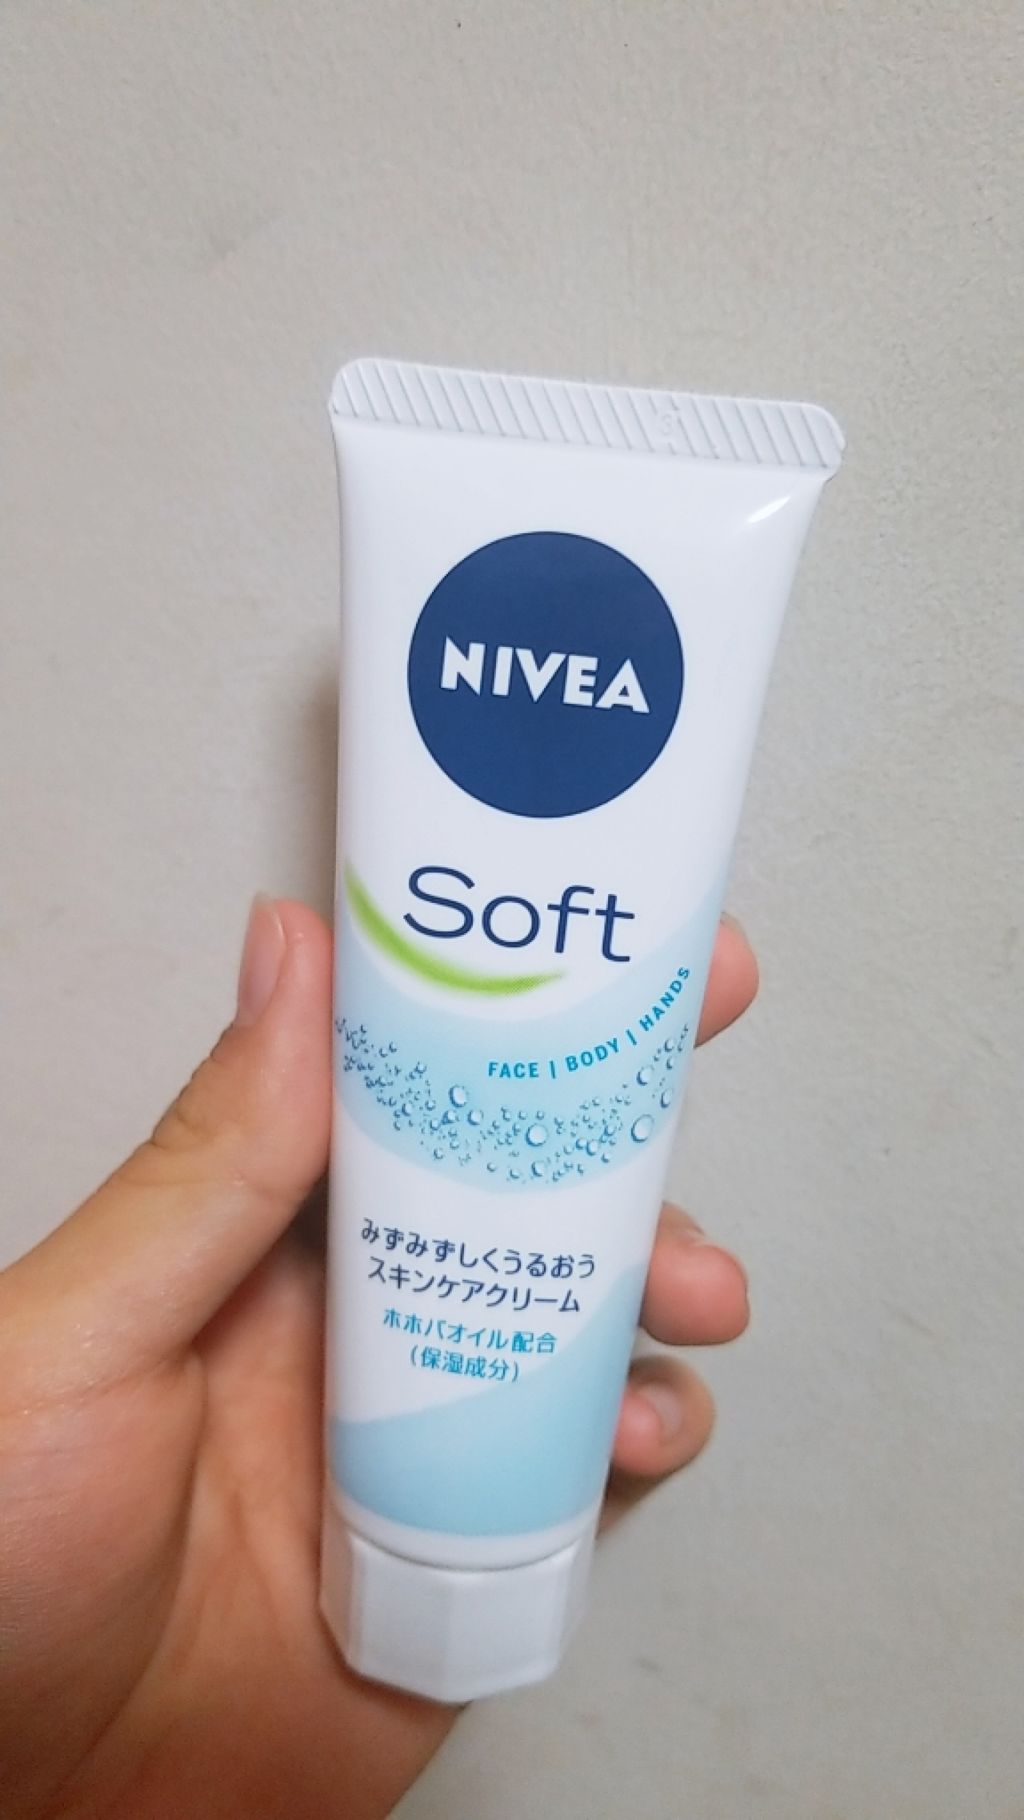 NIVEA
Soft
FACE | BODY | HANDS
みずみずしくうるおう
スキンケアクリーム
ホホバオイル配合
(保湿成分)